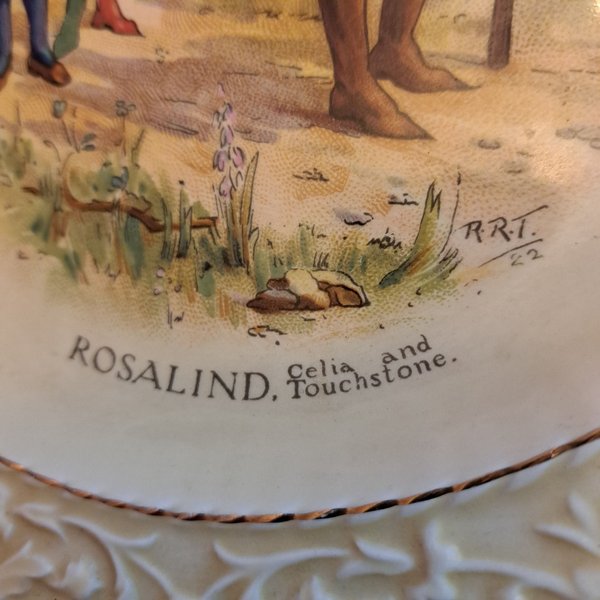 R.R.T.
22
ROSALIND, Celia and
Touchstone.